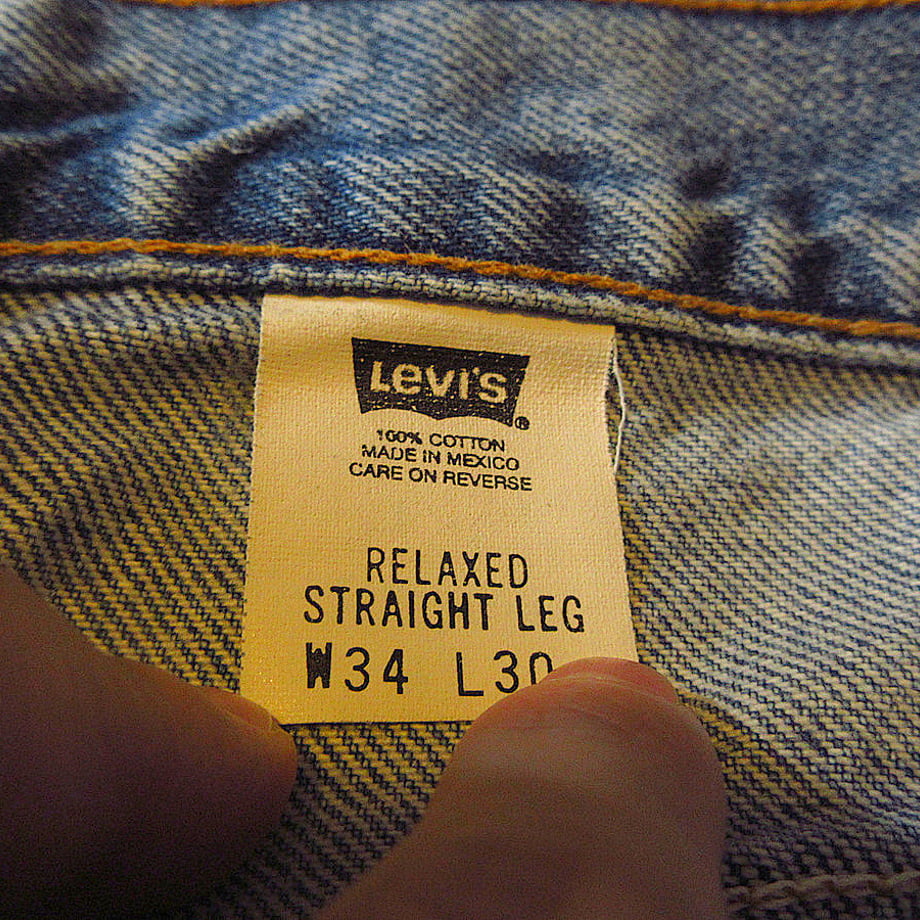 Levi's®
100% COTTON
MADE IN MEXICO
CARE ON REVERSE
RELAXED
STRAIGHT LEG
W34 L30